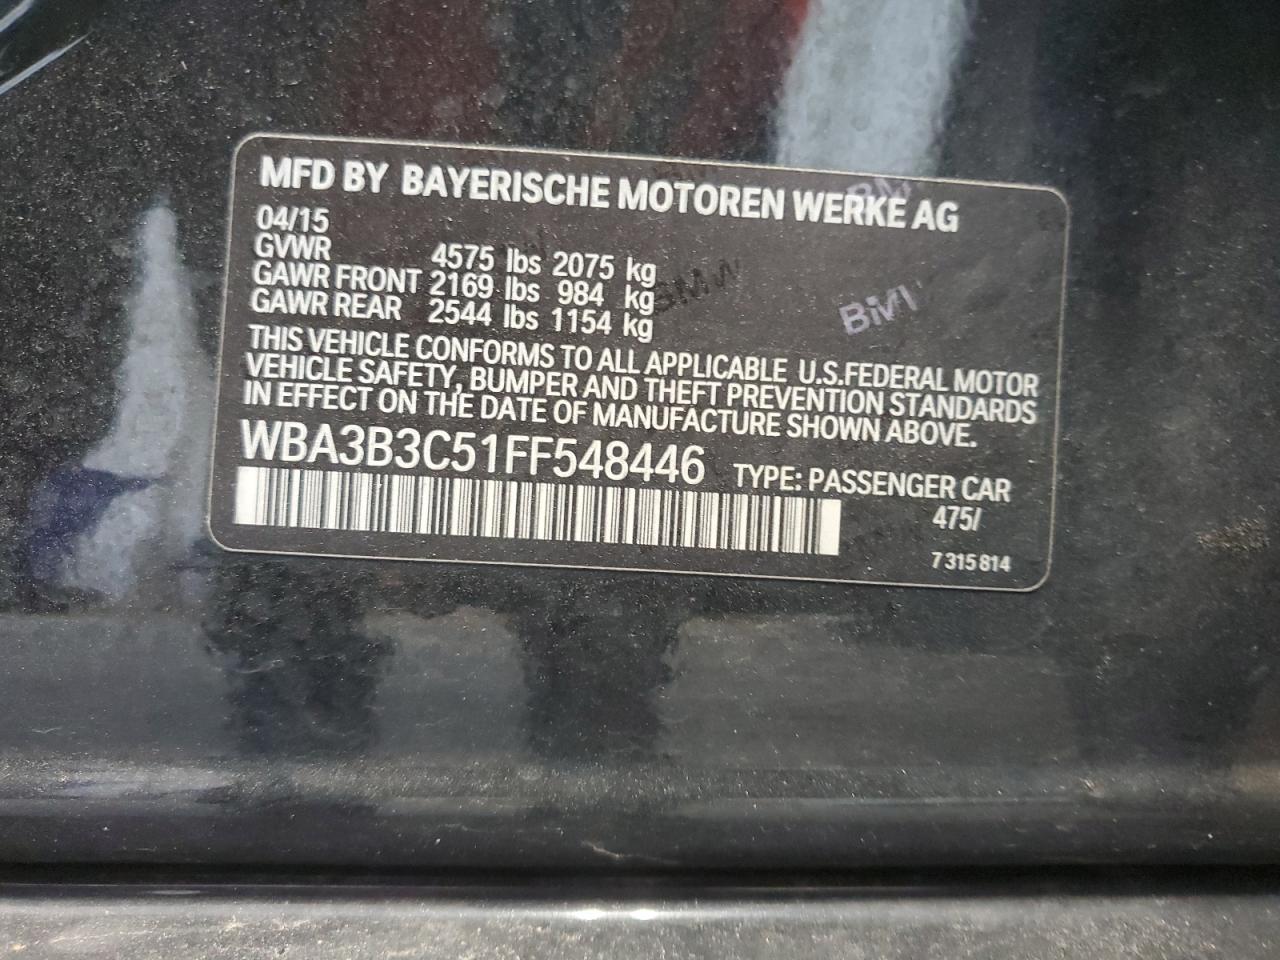 MFD BY BAYERISCHE MOTOREN WERKE AG
04/15
GVWR 4575 lbs 2075 kg
GAWR FRONT 2169 lbs 984 kg
GAWR REAR 2544 lbs 1154 kg
THIS VEHICLE CONFORMS TO ALL APPLICABLE U.S.FEDERAL MOTOR
VEHICLE SAFETY, BUMPER AND THEFT PREVENTION STANDARDS
IN EFFECT ON THE DATE OF MANUFACTURE SHOWN ABOVE.
WBA3B3C51FF548446 TYPE: PASSENGER CAR
475/
7 315 814
BMW
BMW